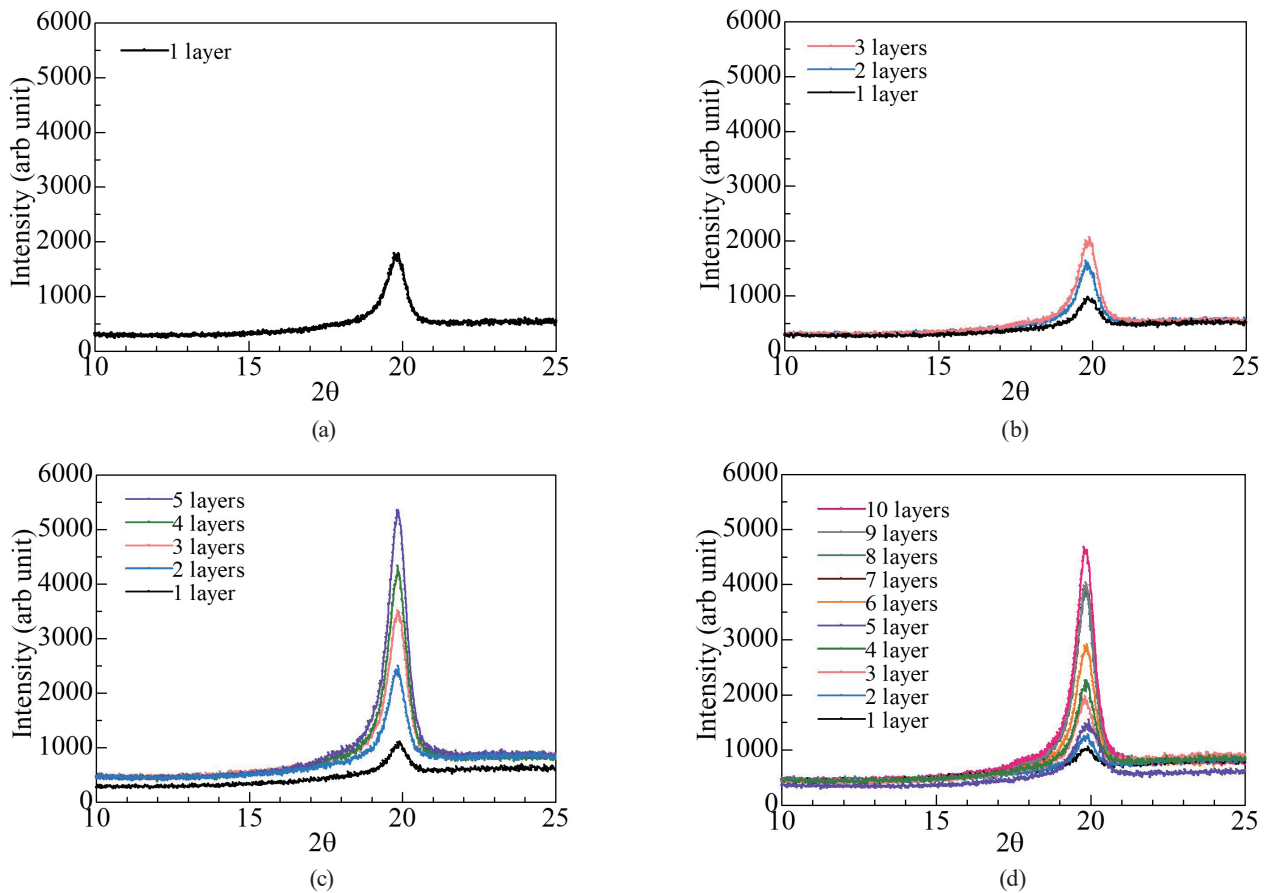 6000
5000
4000
3000
2000
1000
0
Intensity (arb unit)
1 layer
10
15
20
25
2θ
(a)
6000
5000
4000
3000
2000
1000
0
Intensity (arb unit)
3 layers
2 layers
1 layer
10
15
20
25
2θ
(b)
6000
5000
4000
3000
2000
1000
0
Intensity (arb unit)
5 layers
4 layers
3 layers
2 layers
1 layer
10
15
20
25
2θ
(c)
6000
5000
4000
3000
2000
1000
0
Intensity (arb unit)
10 layers
9 layers
8 layers
7 layers
6 layers
5 layer
4 layer
3 layer
2 layer
1 layer
10
15
20
25
2θ
(d)